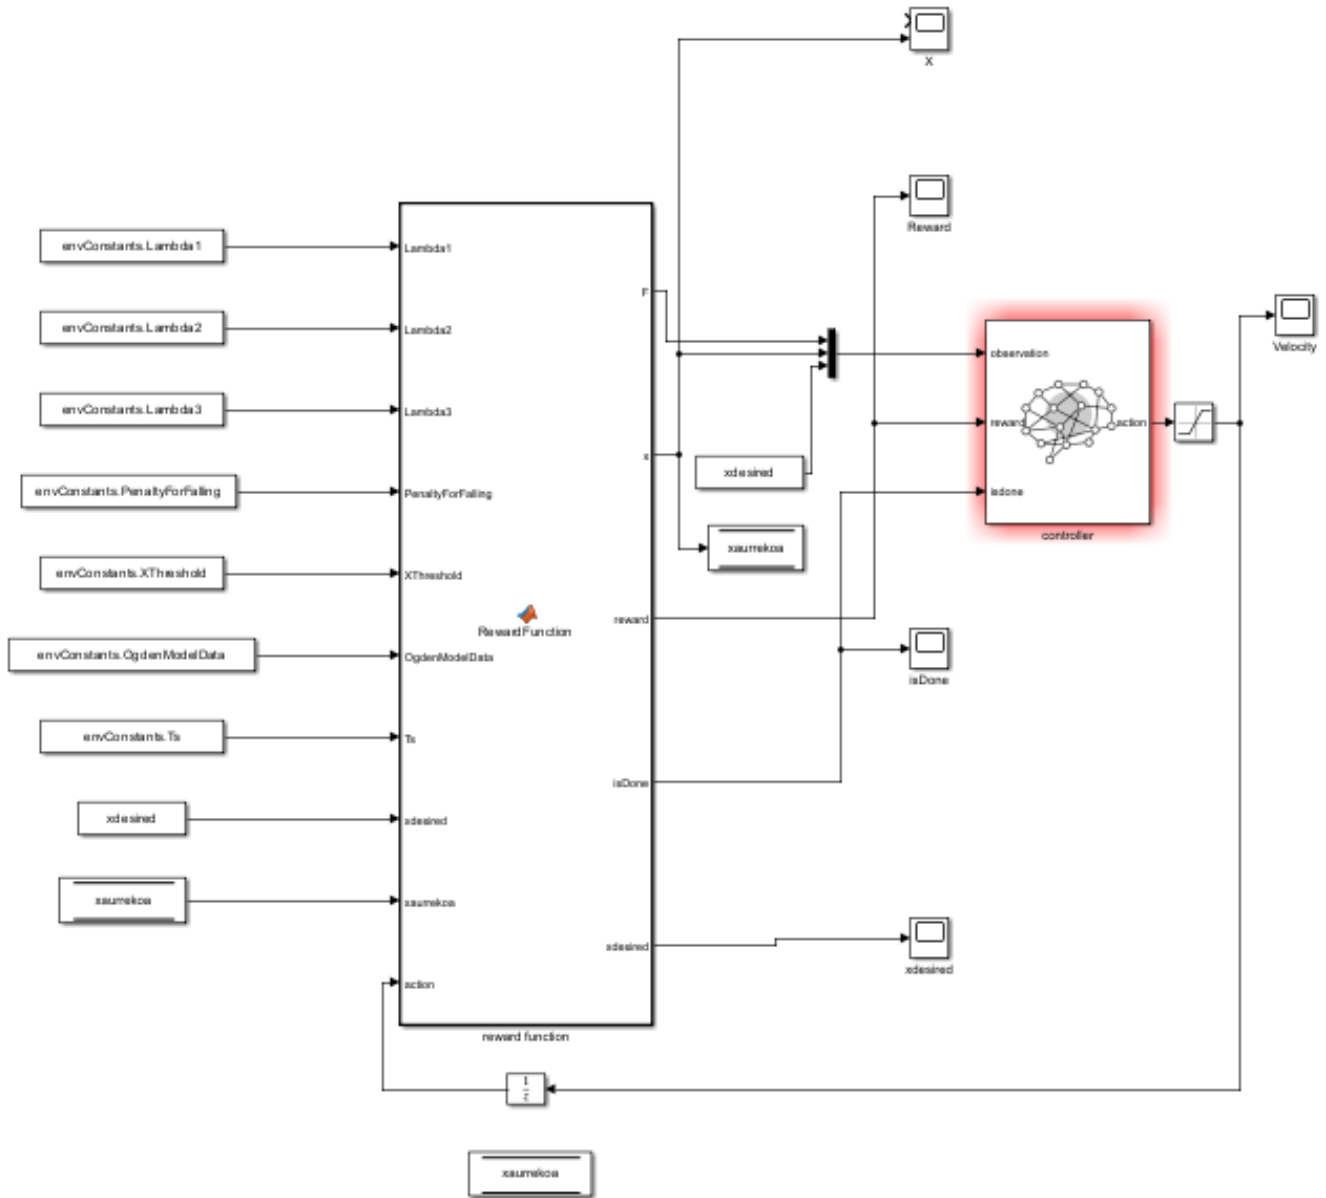 X
Reward
envConstants.Lambda1
Lambda1
envConstants.Lambda2
Lambda2
envConstants.Lambda3
Lambda3
envConstants.PenaltyForFalling
PenaltyForFalling
envConstants.XThreshold
XThreshold
RewardFunction
envConstants.OgdenModelData
OgdenModelData
envConstants.Ts
Ts
xdesired
xdesired
xaurrekoa
xaurrekoa
action
F
x
reward
isDone
xdesired
reward function
xdesired
xaurrekoa
observation
reward
action
isdone
controller
Velocity
isDone
xdesired
1
z
xaurrekoa